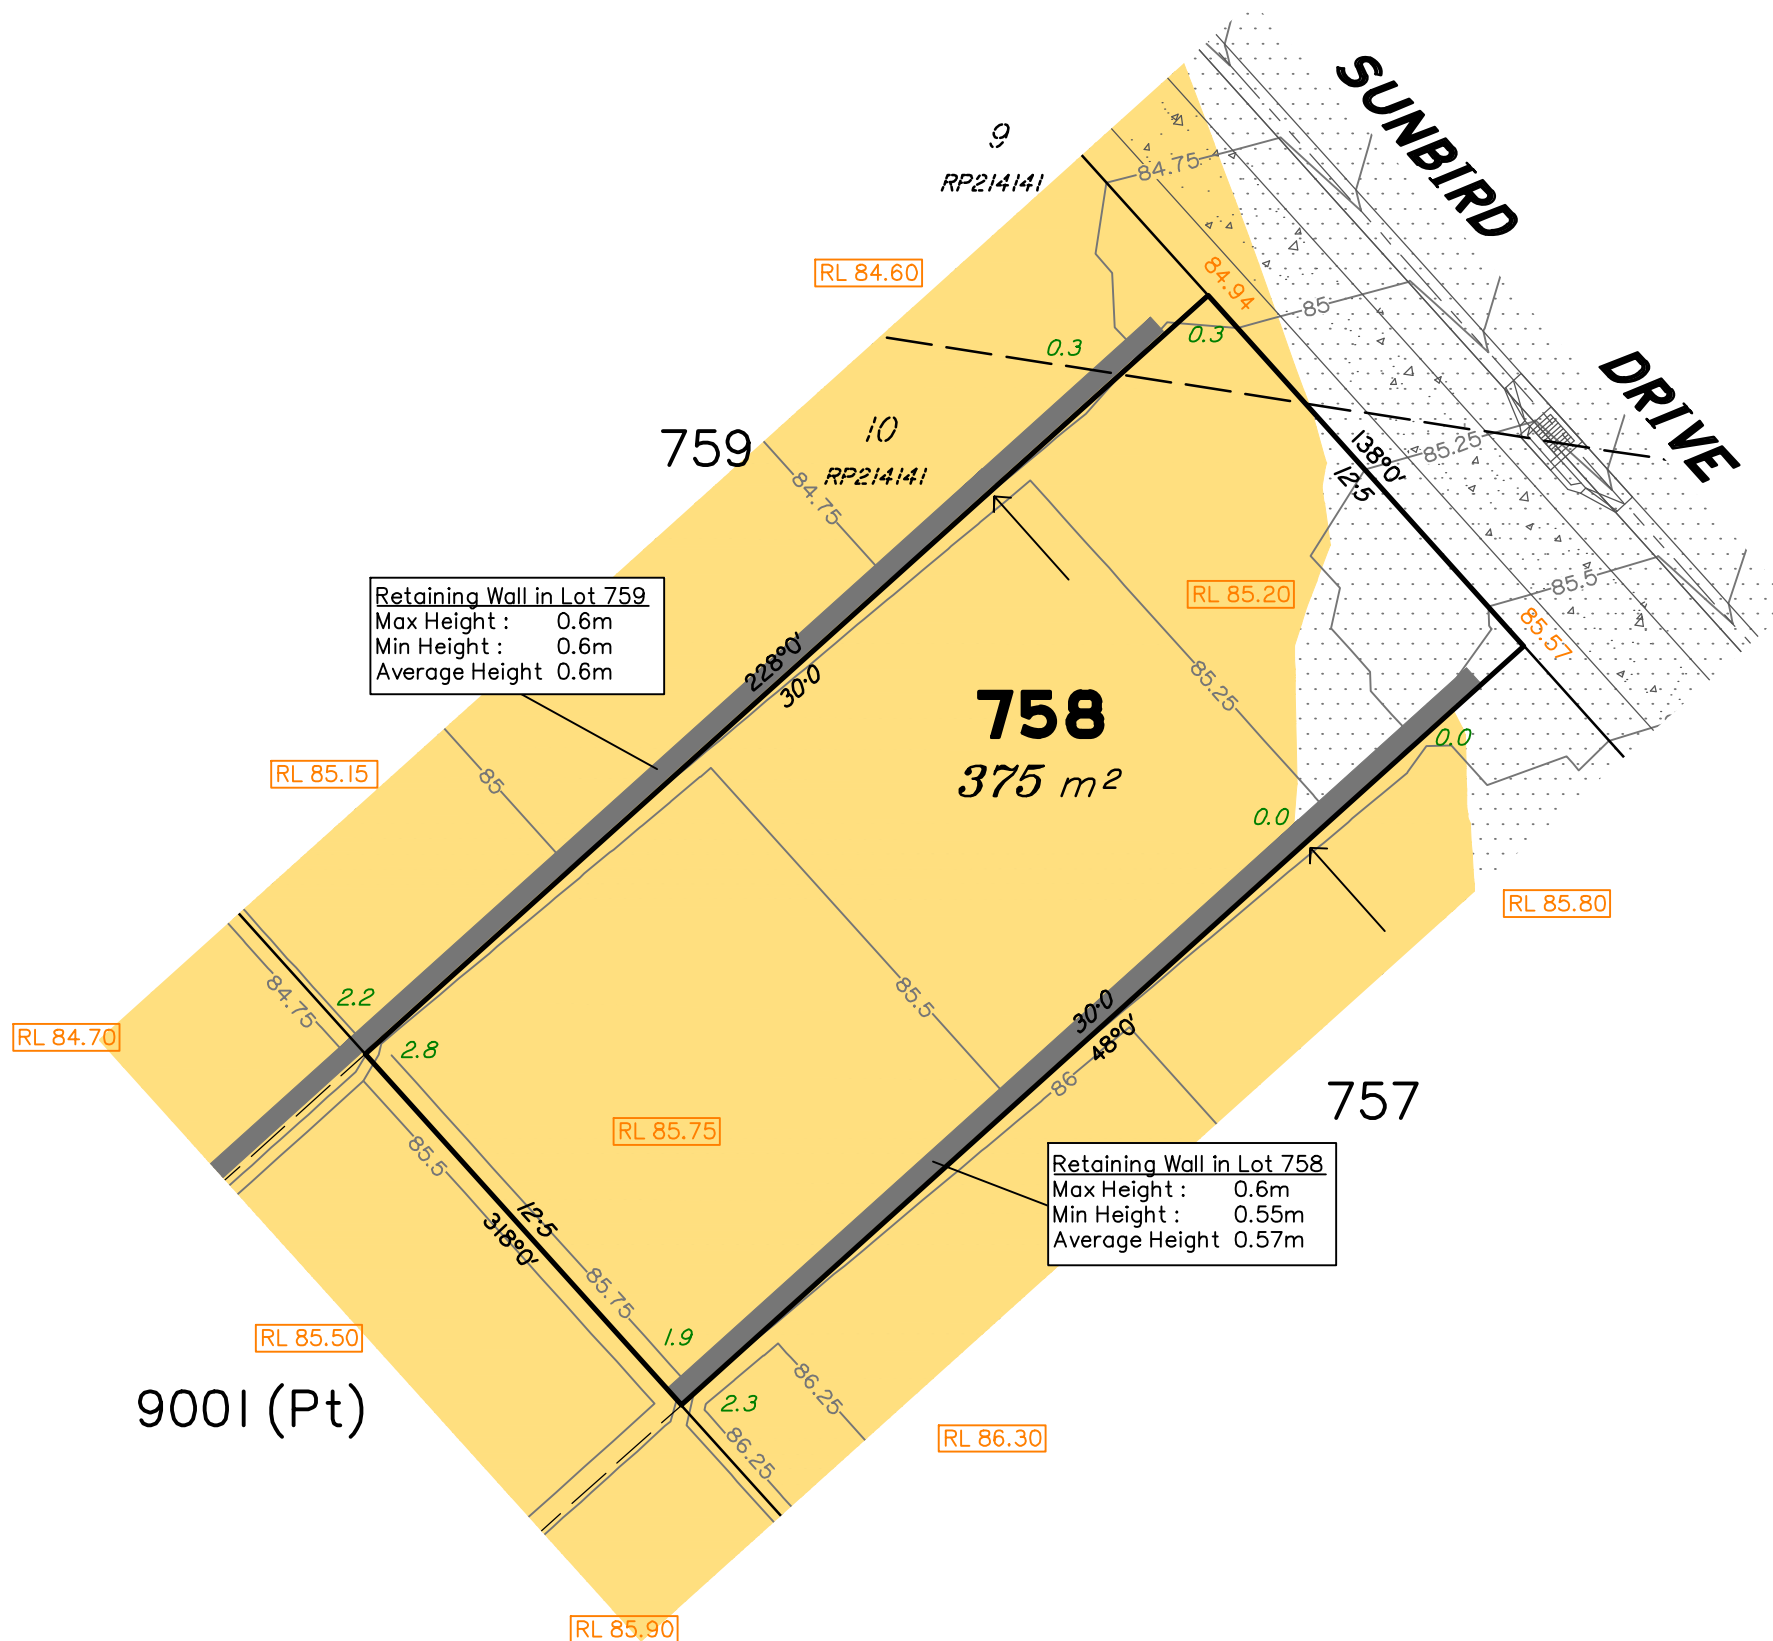 SUNBIRD
DRIVE
9
RP214141
84.75
RL 84.60
84.94
85
0.3
0.3
10
RP214141
759
84.75
138°0'
12·5
85.25
85.5
85.57
RL 85.20
Retaining Wall in Lot 759
Max Height : 0.6m
Min Height : 0.6m
Average Height 0.6m
228°0'
30·0
758
375 m²
85.25
0.0
0.0
RL 85.15
85
RL 85.80
2.2
2.8
84.75
RL 84.70
85.5
30·0
48°0'
86
757
RL 85.75
85.5
Retaining Wall in Lot 758
Max Height : 0.6m
Min Height : 0.55m
Average Height 0.57m
12·5
318°0'
85.75
1.9
RL 85.50
9001 (Pt)
2.3
86.25
86.25
RL 86.30
RL 85.90